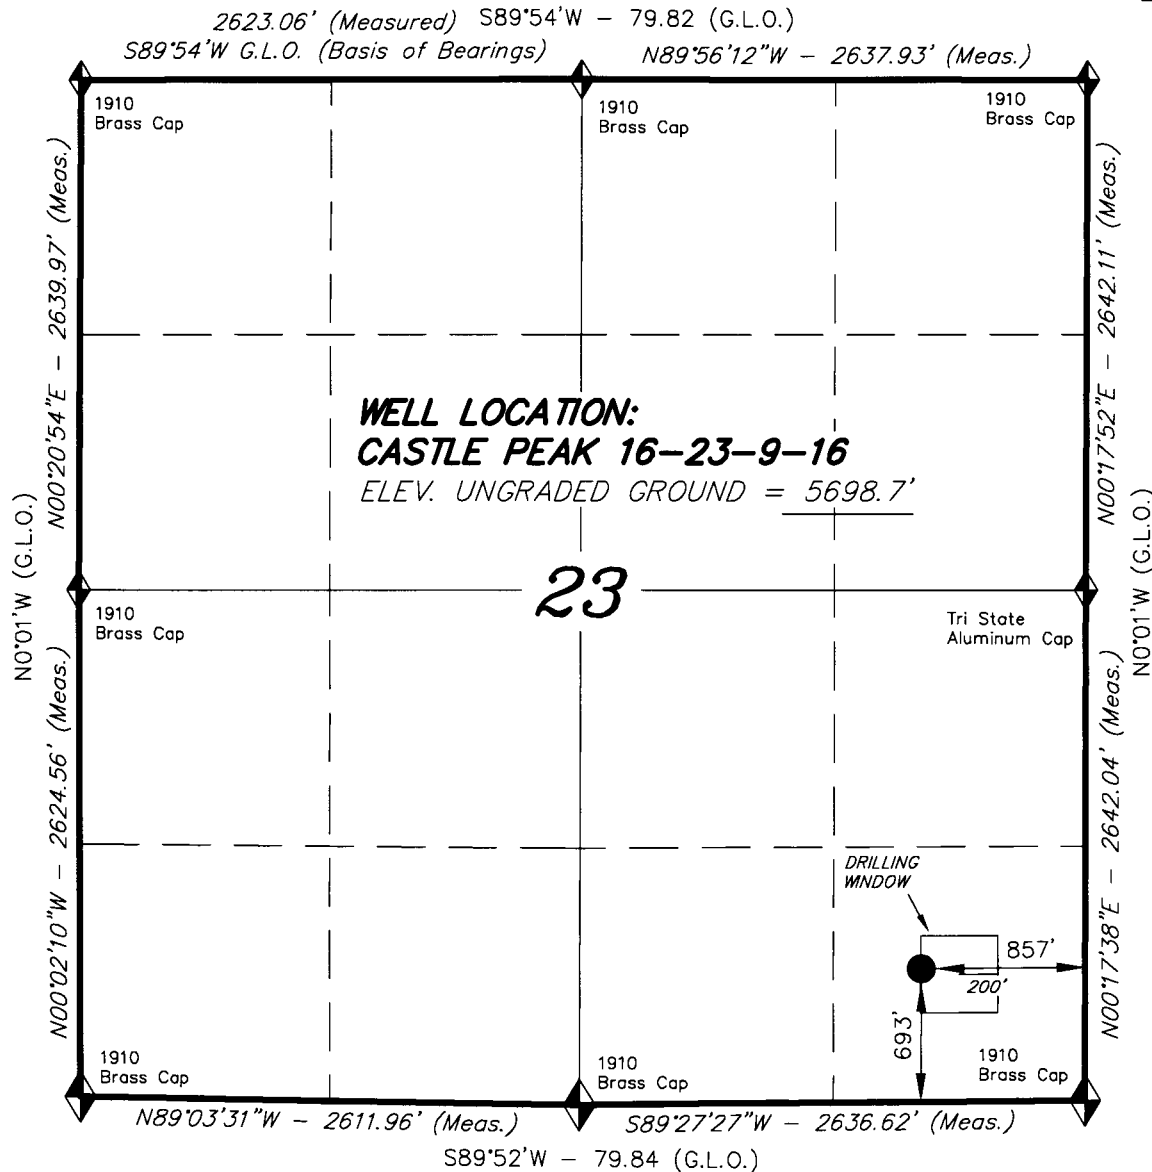 2623.06' (Measured) S89°54'W – 79.82 (G.L.O.)
S89°54'W G.L.O. (Basis of Bearings)
N89°56'12"W – 2637.93' (Meas.)
1910
Brass Cap
1910
Brass Cap
1910
Brass Cap
N00°20'54"E – 2639.97' (Meas.)
N00°17'52"E – 2642.11' (Meas.)
WELL LOCATION:
CASTLE PEAK 16–23–9–16
ELEV. UNGRADED GROUND = 5698.7'
N0°01'W (G.L.O.)
N0°01'W (G.L.O.)
23
1910
Brass Cap
Tri State
Aluminum Cap
N00°02'10"W – 2624.56' (Meas.)
N00°17'38"E – 2642.04' (Meas.)
DRILLING
WINDOW
857'
200'
693'
1910
Brass Cap
1910
Brass Cap
1910
Brass Cap
N89°03'31"W – 2611.96' (Meas.)
S89°27'27"W – 2636.62' (Meas.)
S89°52'W – 79.84 (G.L.O.)